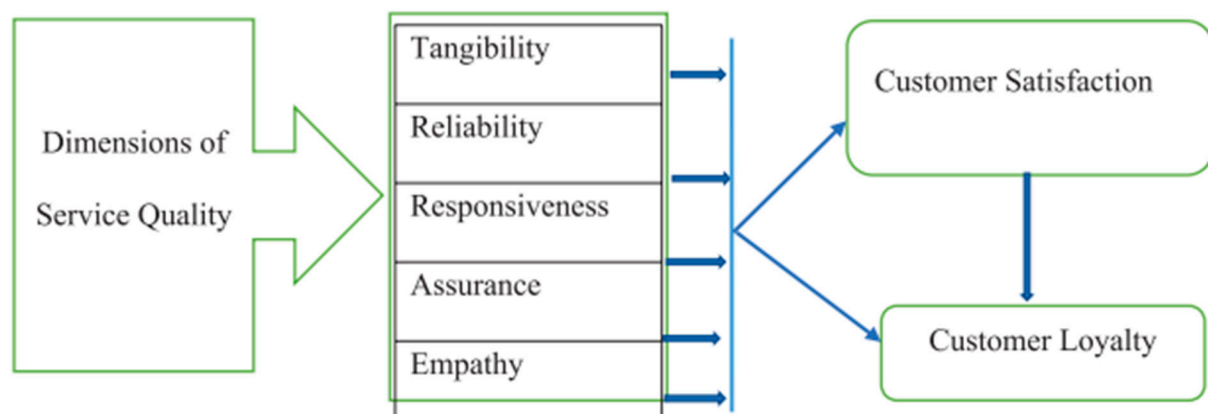 Dimensions of
Service Quality
Tangibility
Reliability
Responsiveness
Assurance
Empathy
Customer Satisfaction
Customer Loyalty